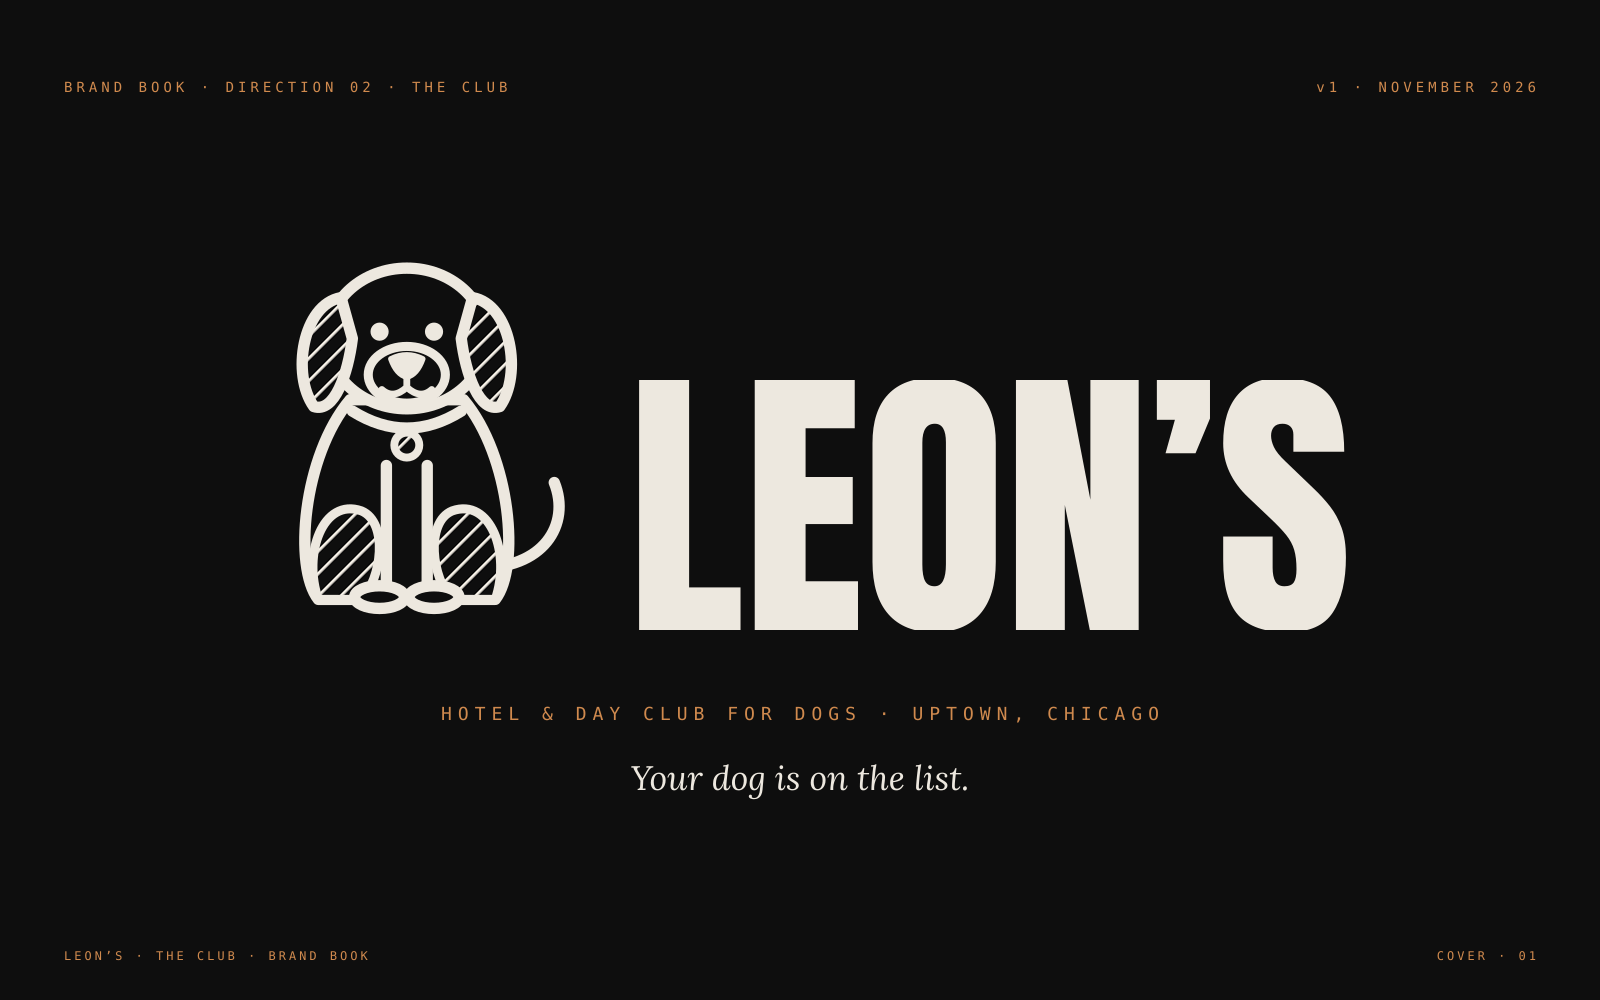 BRAND BOOK · DIRECTION 02 · THE CLUB
v1 · NOVEMBER 2026
LEON’S
HOTEL & DAY CLUB FOR DOGS · UPTOWN, CHICAGO
Your dog is on the list.
LEON’S · THE CLUB · BRAND BOOK
COVER · 01